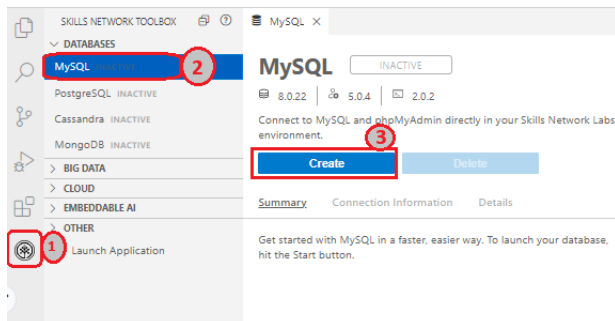 SKILLS NETWORK TOOLBOX
DATABASES
MySQL INACTIVE
2
PostgreSQL INACTIVE
Cassandra INACTIVE
MongoDB INACTIVE
BIG DATA
CLOUD
EMBEDDABLE AI
OTHER
1
Launch Application
MySQL
MySQL INACTIVE
8.0.22 5.0.4 2.0.2
Connect to MySQL and phpMyAdmin directly in your Skills Network Labs
environment.
3
Create Delete
Summary Connection Information Details
Get started with MySQL in a faster, easier way. To launch your database,
hit the Start button.